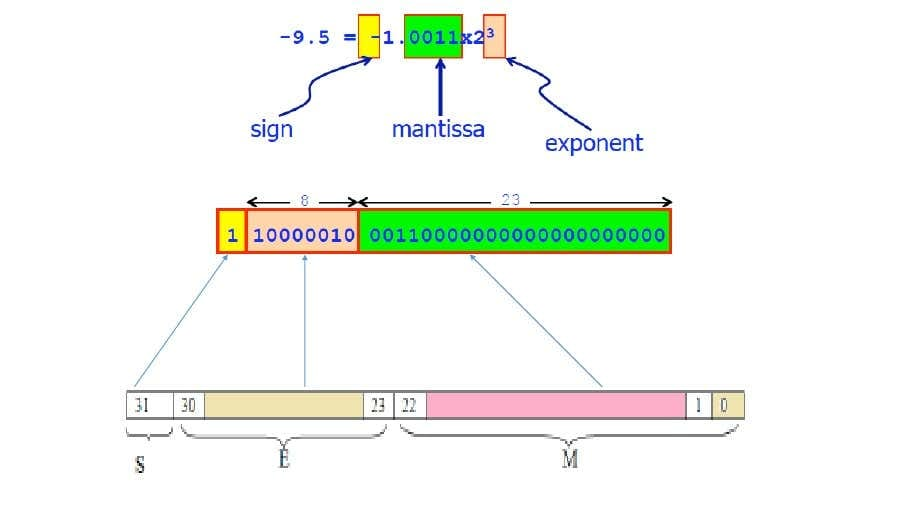 -9.5 = -1.0011x2³
sign mantissa exponent
8 23
1 10000010 00110000000000000000000
31 30 23 22 1 0
S E M